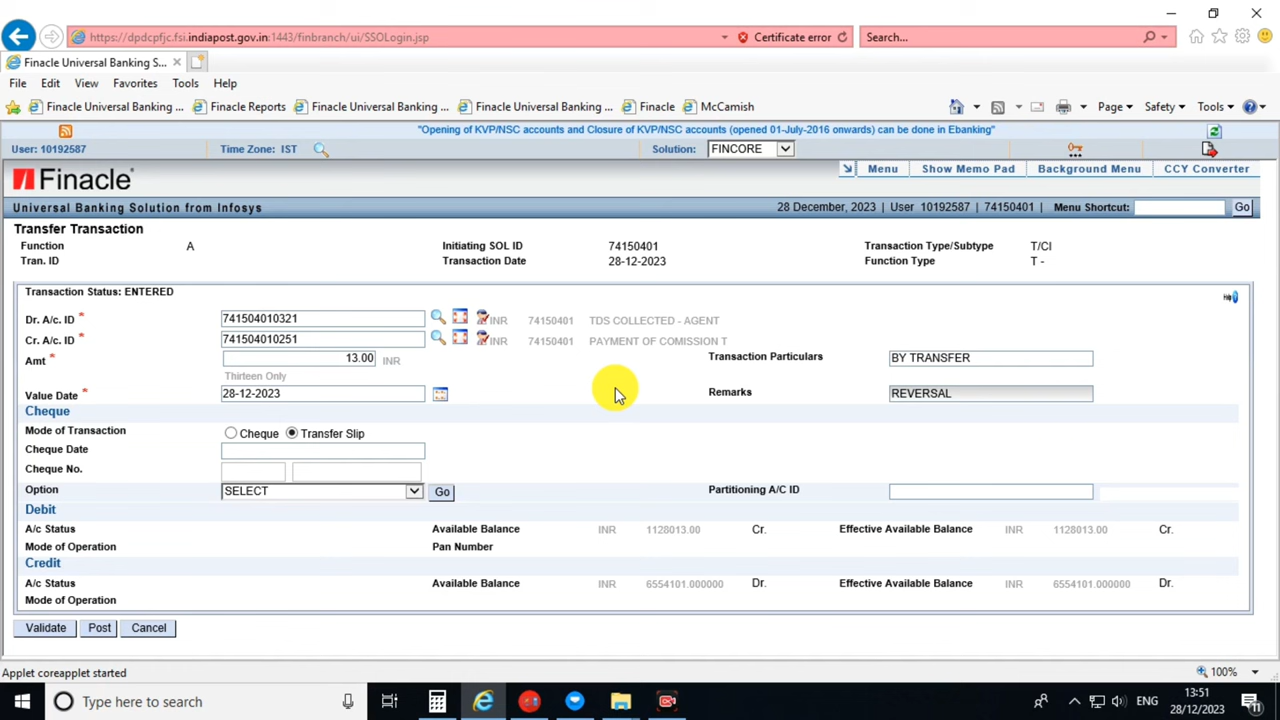 https://dpdcpfjc.fsi.indiapost.gov.in:1443/finbranch/ui/SSOLogin.jsp Certificate error Search...
Finacle Universal Banking S...
File Edit View Favorites Tools Help
Finacle Universal Banking ... Finacle Reports Finacle Universal Banking ... Finacle Universal Banking ... Finacle McCamish Page Safety Tools
"Opening of KVP/NSC accounts and Closure of KVP/NSC accounts (opened 01-July-2016 onwards) can be done in Ebanking"
User: 10192587 Time Zone: IST Solution: FINCORE
Finacle Menu Show Memo Pad Background Menu CCY Converter
Universal Banking Solution from Infosys 28 December, 2023 | User 10192587 | 74150401 | Menu Shortcut: Go
Transfer Transaction
Function A Initiating SOL ID 74150401 Transaction Type/Subtype T/CI
Tran. ID Transaction Date 28-12-2023 Function Type T -
Transaction Status: ENTERED
Dr. A/c. ID * 741504010321 INR 74150401 TDS COLLECTED - AGENT
Cr. A/c. ID * 741504010251 INR 74150401 PAYMENT OF COMISSION T
Amt * 13.00 INR Transaction Particulars BY TRANSFER
Thirteen Only
Value Date * 28-12-2023 Remarks REVERSAL
Cheque
Mode of Transaction Cheque Transfer Slip
Cheque Date
Cheque No.
Option SELECT Go Partitioning A/C ID
Debit
A/c Status Available Balance INR 1128013.00 Cr. Effective Available Balance INR 1128013.00 Cr.
Mode of Operation Pan Number
Credit
A/c Status Available Balance INR 6554101.000000 Dr. Effective Available Balance INR 6554101.000000 Dr.
Mode of Operation
Validate Post Cancel
Applet coreapplet started 100%
Type here to search ENG 13:51
28/12/2023